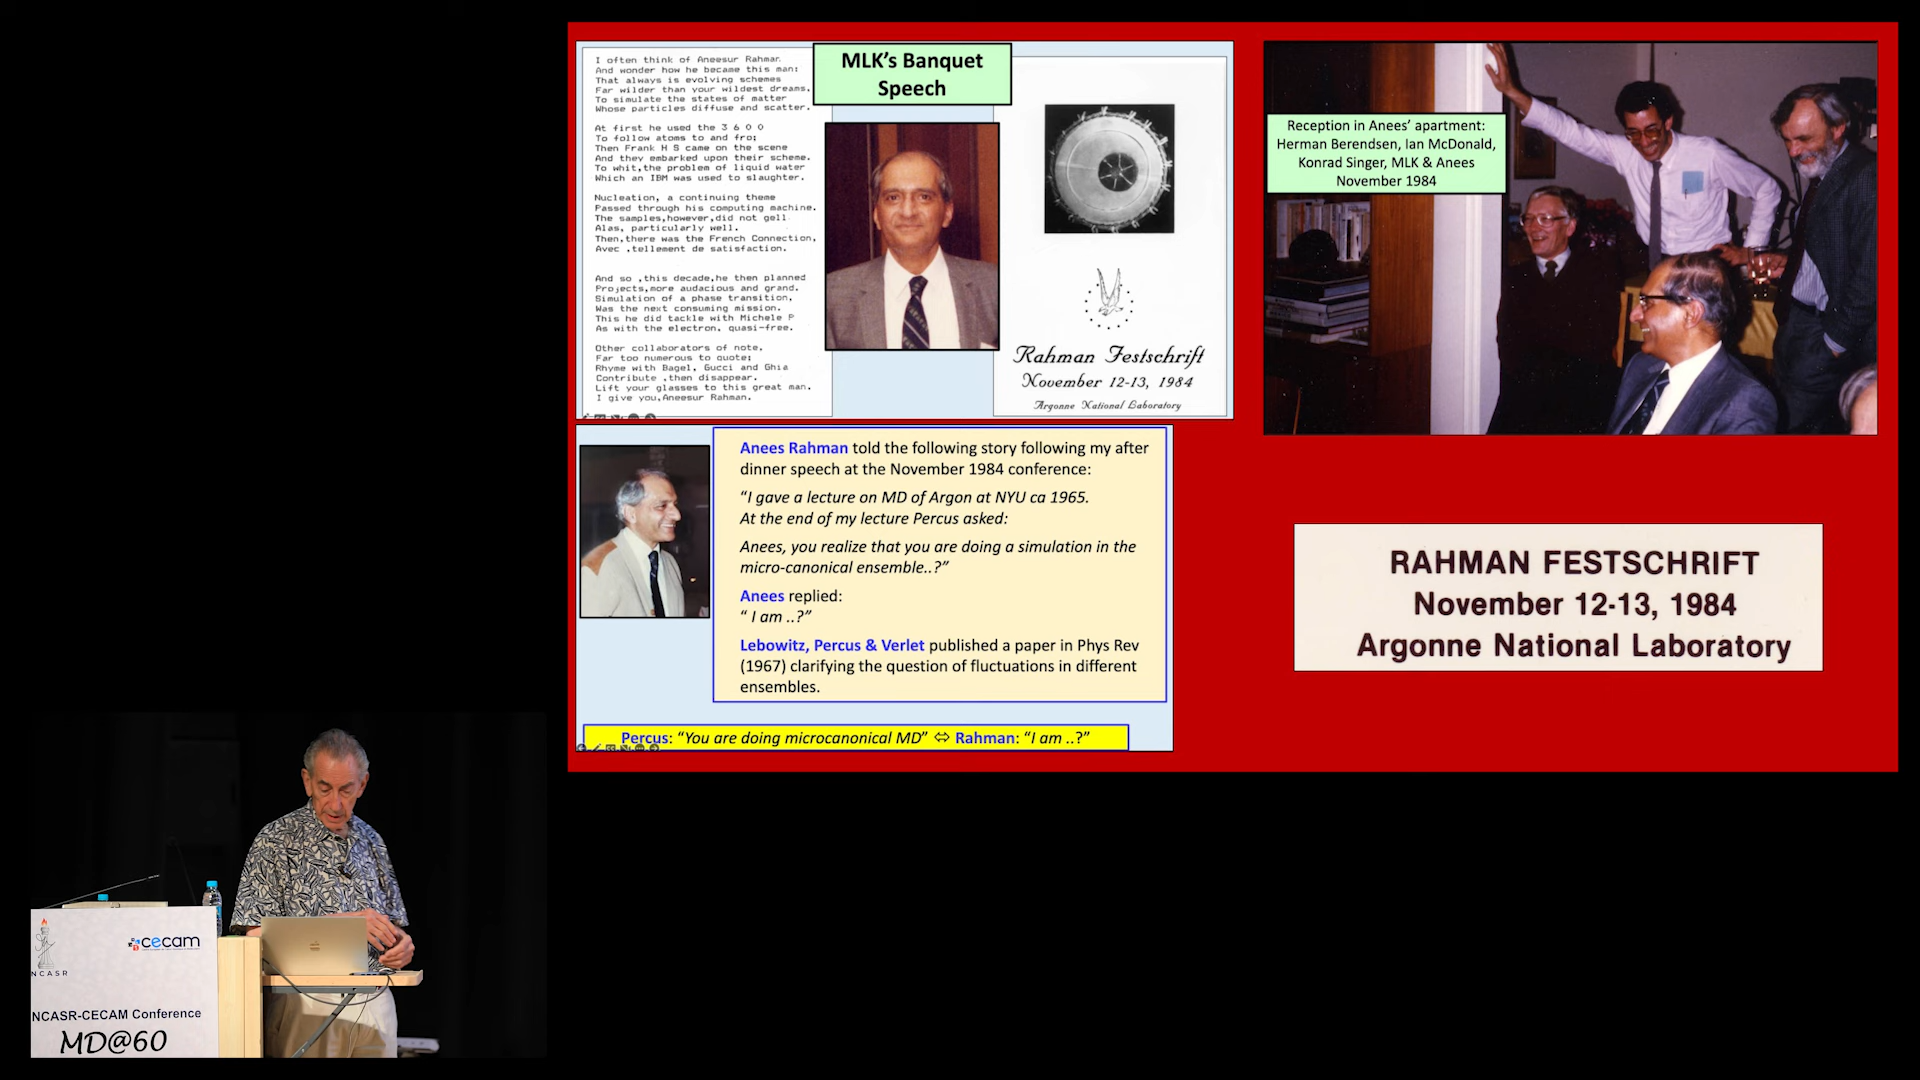 I often think of Aneesur Rahman
And wonder how he became this man:
That always is evolving schemes
Far wilder than your wildest dreams,
To simulate the states of matter
Whose particles diffuse and scatter.
At first he used the 3 6 0 0
To follow atoms to and fro;
Then Frank H S came on the scene
And they embarked upon their scheme.
To whit,the problem of liquid water
Which an IBM was used to slaughter.
Nucleation, a continuing theme
Passed through his computing machine.
The samples,however,did not gell
Alas, particularly well.
Then,there was the French Connection,
Avec ,tellement de satisfaction.
And so ,this decade,he then planned
Projects,more audacious and grand.
Simulation of a phase transition,
Was the next consuming mission.
This he did tackle with Michele P
As with the electron, quasi-free.
Other collaborators of note,
Far too numerous to quote;
Rhyme with Bagel, Gucci and Ghia
Contribute ,then disappear.
Lift your glasses to this great man.
I give you,Aneesur Rahman.
MLK's Banquet
Speech
Rahman Festschrift
November 12-13, 1984
Argonne National Laboratory
Reception in Anees' apartment:
Herman Berendsen, Ian McDonald,
Konrad Singer, MLK & Anees
November 1984
Anees Rahman told the following story following my after
dinner speech at the November 1984 conference:
"I gave a lecture on MD of Argon at NYU ca 1965.
At the end of my lecture Percus asked:
Anees, you realize that you are doing a simulation in the
micro-canonical ensemble..?"
Anees replied:
" I am ..?"
Lebowitz, Percus & Verlet published a paper in Phys Rev
(1967) clarifying the question of fluctuations in different
ensembles.
Percus: "You are doing microcanonical MD" ⇔ Rahman: "I am ..?"
RAHMAN FESTSCHRIFT
November 12-13, 1984
Argonne National Laboratory
NCASR
cecam
NCASR-CECAM Conference
MD@60